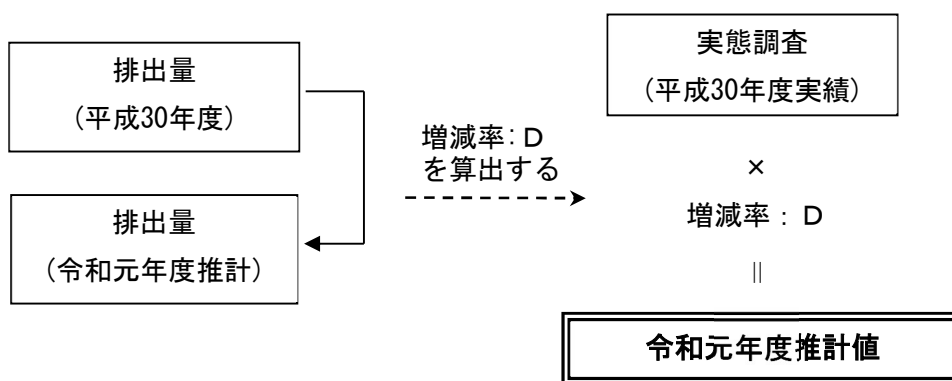 排出量
(平成30年度)
排出量
(令和元年度推計)
増減率:D
を算出する
実態調査
(平成30年度実績)
×
増減率：D
||
令和元年度推計値